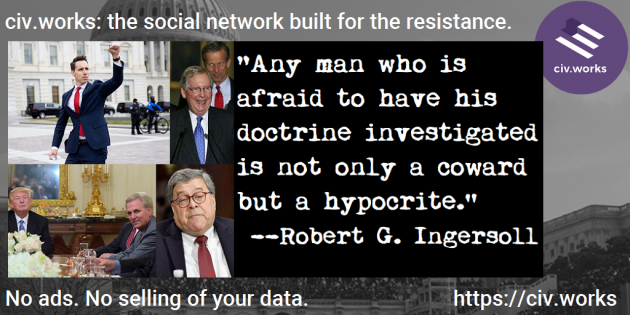 civ.works: the social network built for the resistance.
civ.works
"Any man who is
afraid to have his
doctrine investigated
is not only a coward
but a hypocrite."
--Robert G. Ingersoll
No ads. No selling of your data.
https://civ.works